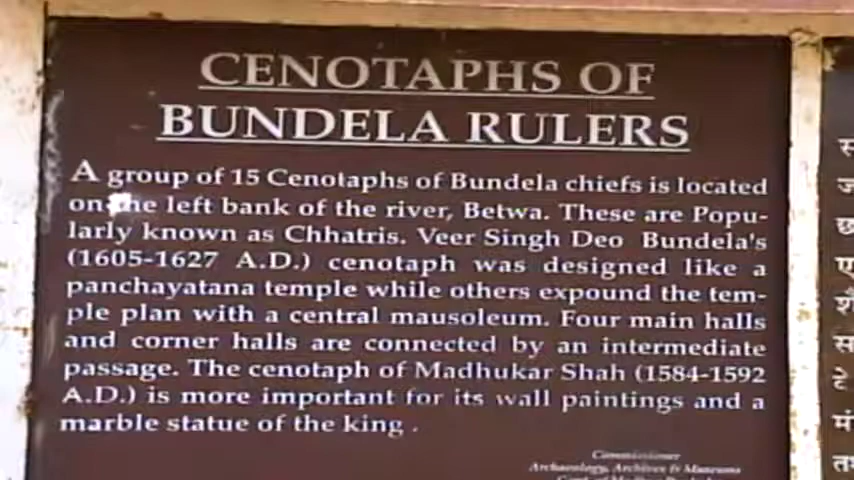 CENOTAPHS OF
BUNDELA RULERS
A group of 15 Cenotaphs of Bundela chiefs is located
on the left bank of the river, Betwa. These are Popu-
larly known as Chhatris. Veer Singh Deo Bundela's
(1605-1627 A.D.) cenotaph was designed like a
panchayatana temple while others expound the tem-
ple plan with a central mausoleum. Four main halls
and corner halls are connected by an intermediate
passage. The cenotaph of Madhukar Shah (1584-1592
A.D.) is more important for its wall paintings and a
marble statue of the king .
Commissioner
Archaeology, Archives & Museums